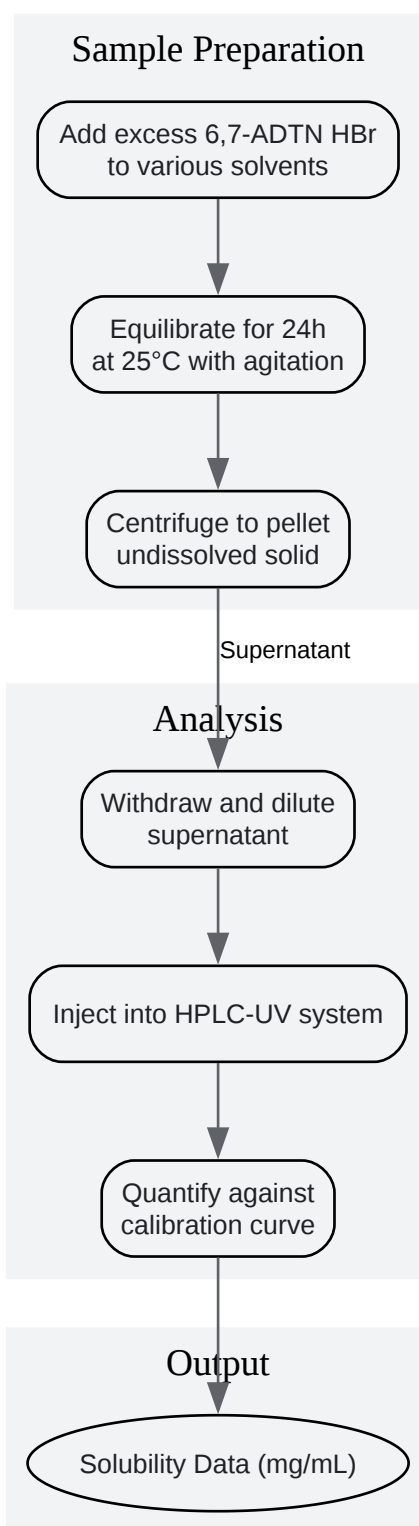 Sample Preparation
Add excess 6,7-ADTN HBr
to various solvents
Equilibrate for 24h
at 25°C with agitation
Centrifuge to pellet
undissolved solid
Supernatant
Analysis
Withdraw and dilute
supernatant
Inject into HPLC-UV system
Quantify against
calibration curve
Output
Solubility Data (mg/mL)